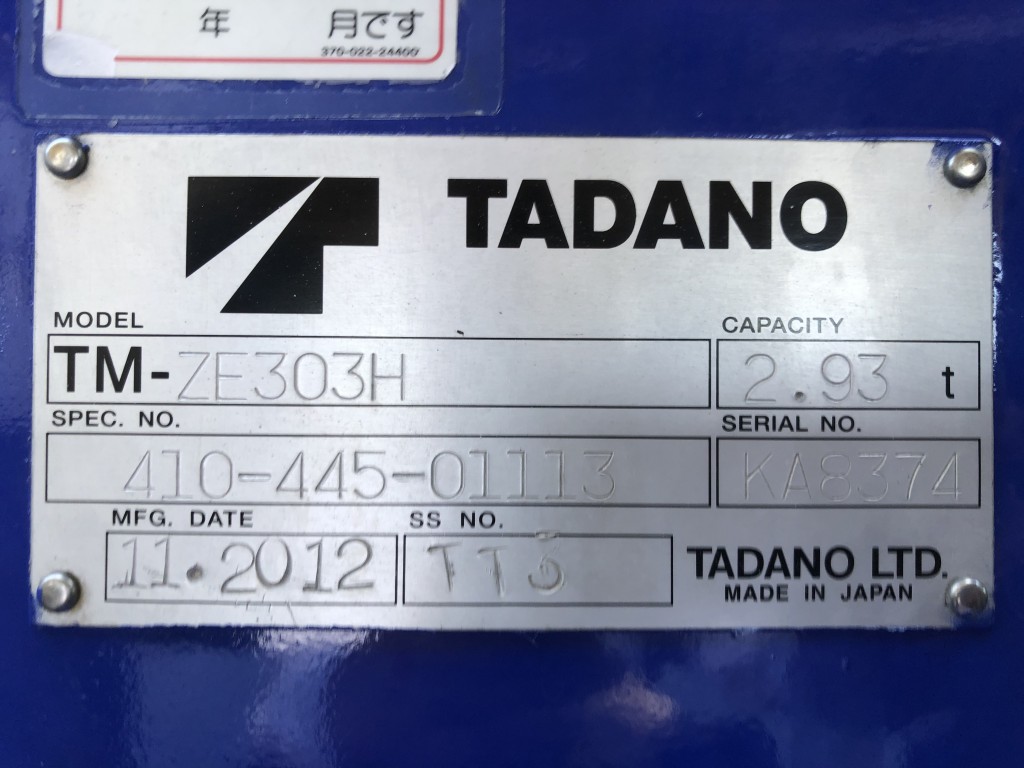 年 月です
370-022-24400
TADANO
MODEL
TM-ZE303H
CAPACITY
2.93 t
SPEC. NO.
410-445-01113
SERIAL NO.
KA8374
MFG. DATE
11.2012
SS NO.
TADANO LTD.
MADE IN JAPAN